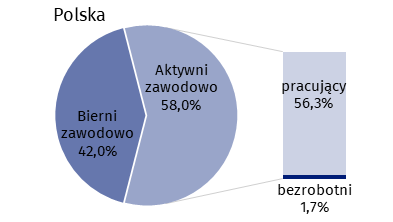 Polska
Aktywni
zawodowo
58,0%
Bierni
zawodowo
42,0%
pracujący
56,3%
bezrobotni
1,7%